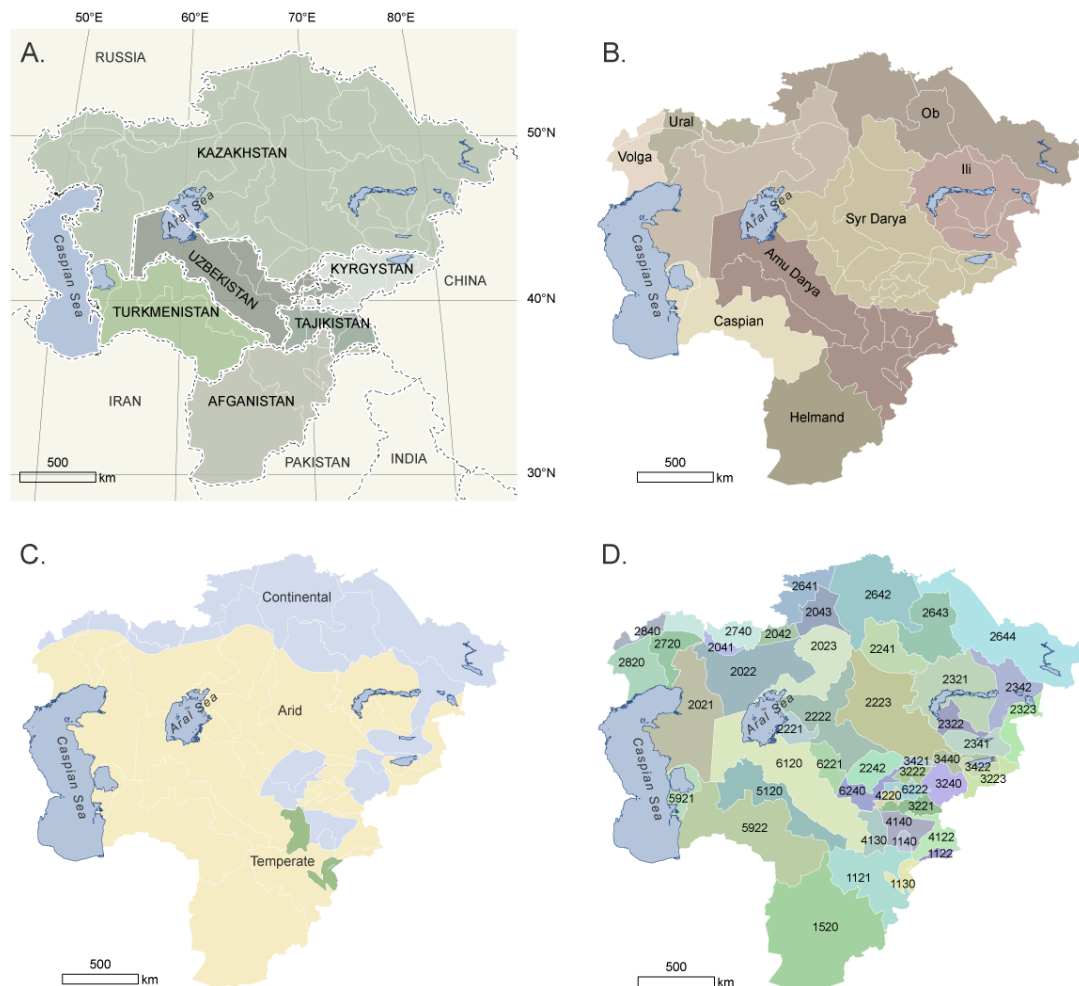 50°E
60°E
70°E
80°E
A.
RUSSIA
KAZAKHSTAN
50°N
Aral Sea
Caspian Sea
UZBEKISTAN
KYRGYSTAN
CHINA
40°N
TURKMENISTAN
TAJIKISTAN
IRAN
AFGANISTAN
PAKISTAN
INDIA
30°N
500
km
B.
Ob
Ural
Volga
Ili
Aral Sea
Syr Darya
Caspian Sea
Amu Darya
Caspian
Helmand
500
km
C.
Continental
Aral Sea
Arid
Caspian Sea
Temperate
500
km
D.
2641
2642
2043
2643
2840
2740
2042
2644
2720
2041
2023
2241
2820
2022
2321
2342
2021
2223
2323
Aral Sea
2222
2322
2221
2341
Caspian Sea
6120
6221
2242
3421
3440
3422
3222
3223
5120
6240
6222
3240
4220
5921
3221
5922
4140
4130
1140
4122
1122
1121
1130
1520
500
km